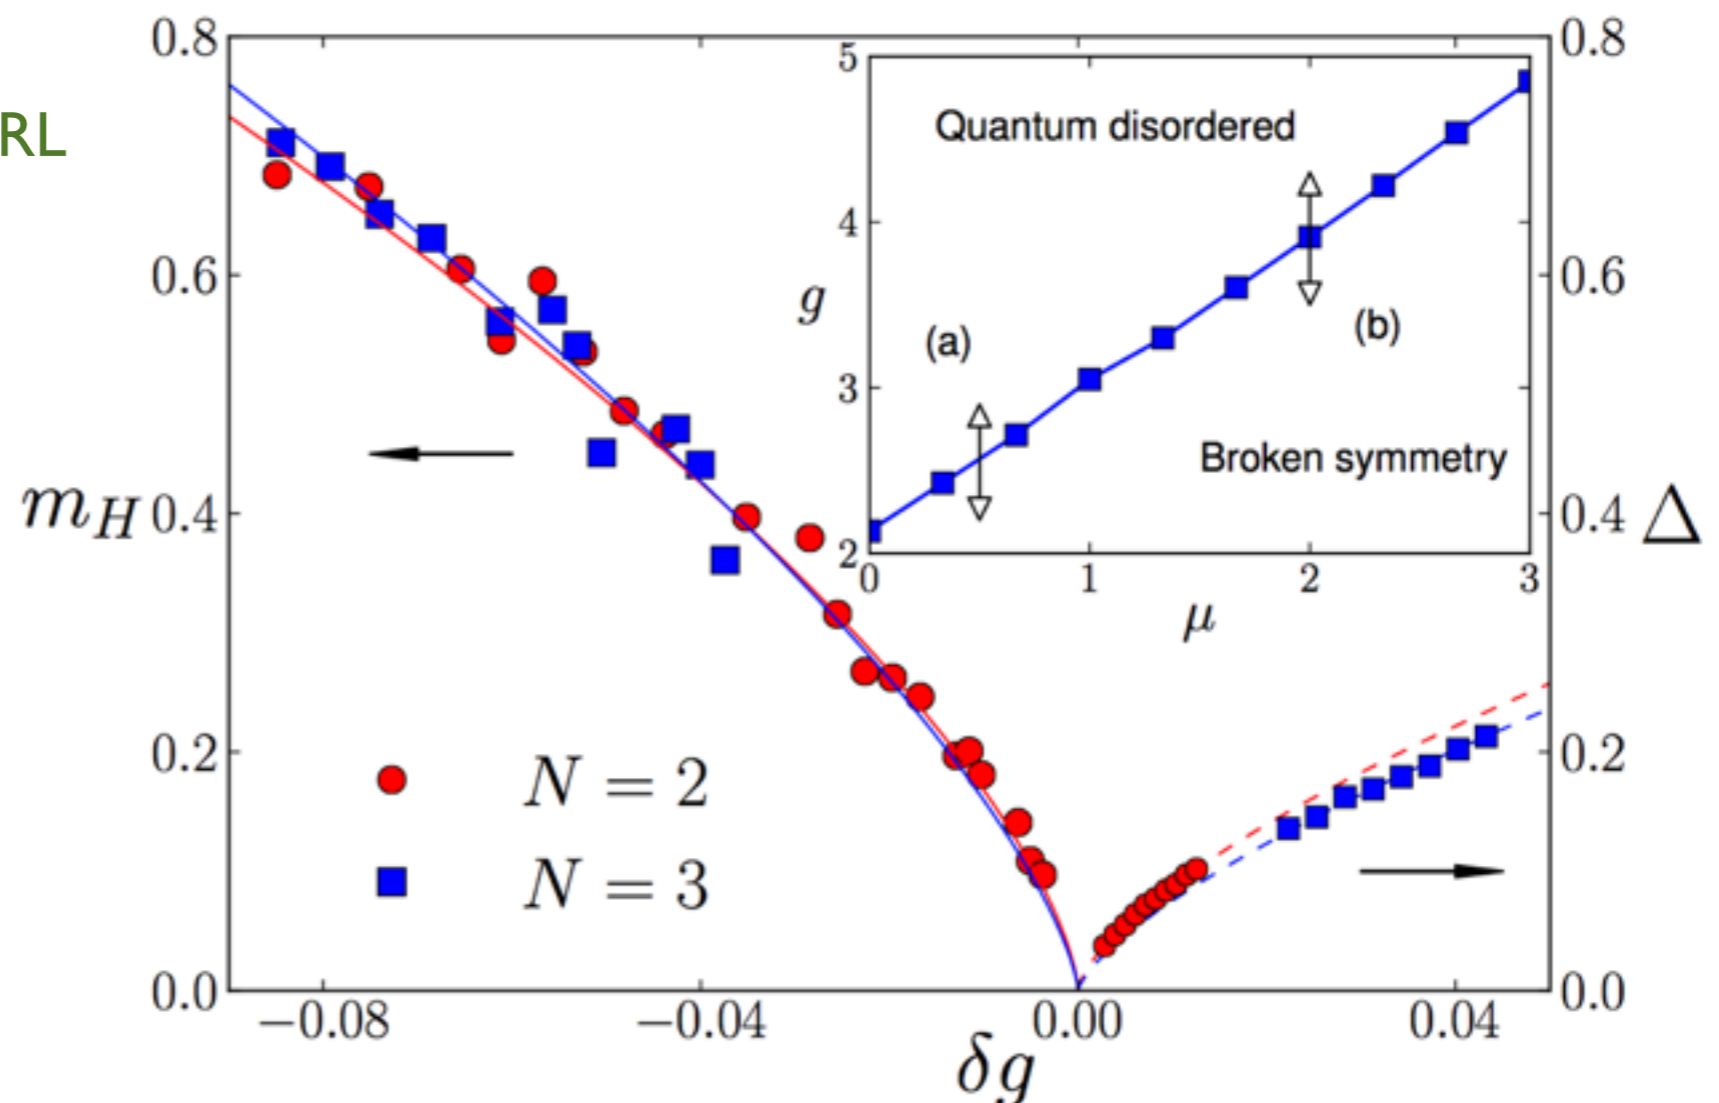 RL
0.8
0.6
m_H 0.4
0.2
0.0
−0.08
−0.04
0.00
0.04
δg
0.8
0.6
0.4 Δ
0.2
0.0
N = 2
N = 3
5
4
g
3
2
0
1
2
3
μ
Quantum disordered
(a)
(b)
Broken symmetry